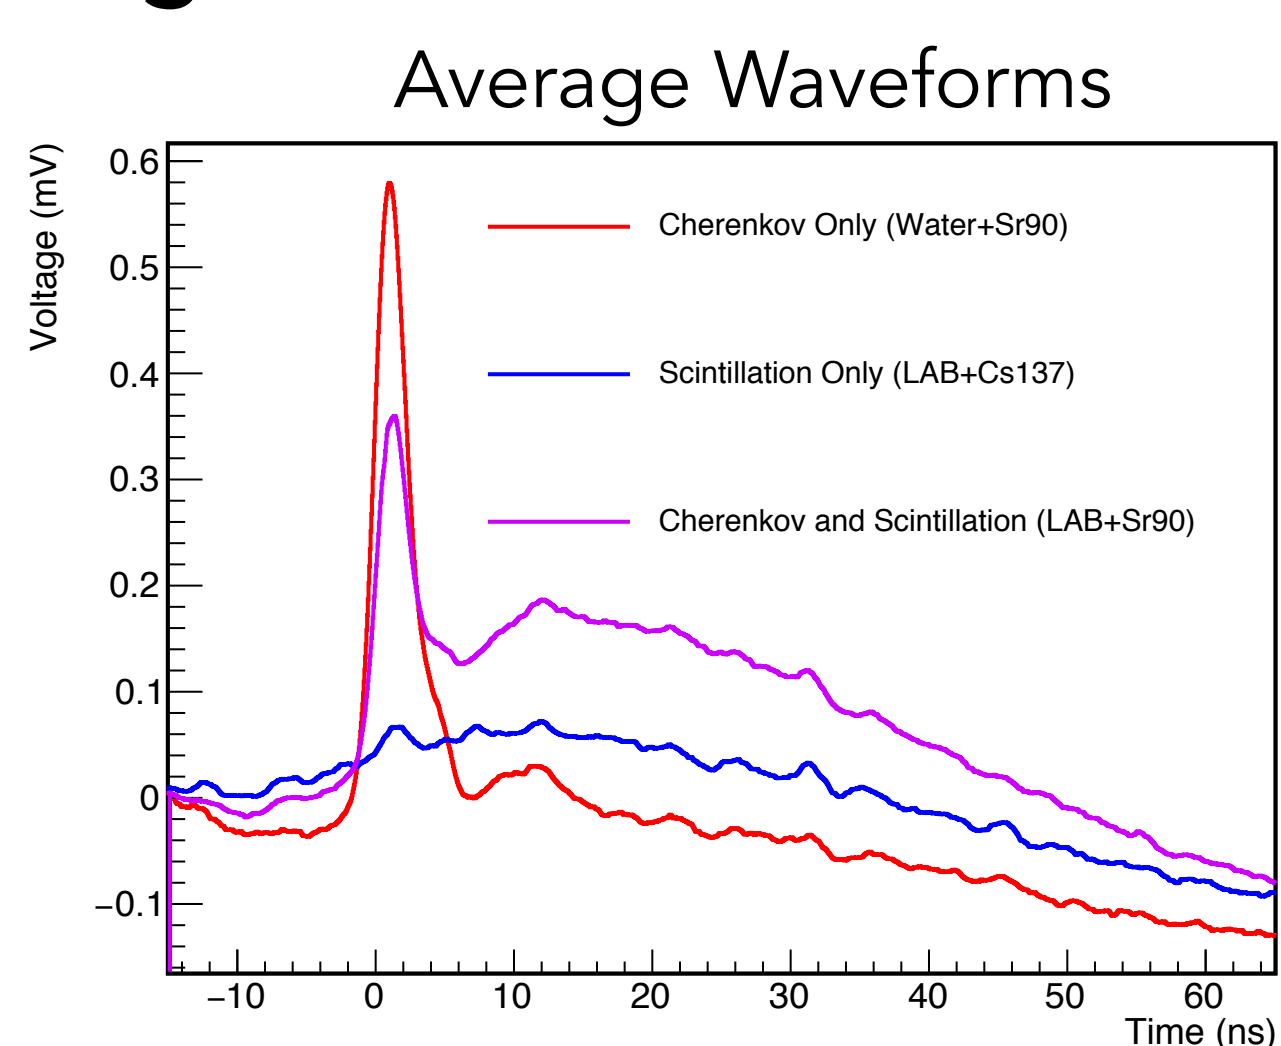 Average Waveforms
Voltage (mV)
0.6
0.5
0.4
0.3
0.2
0.1
0
−0.1
Cherenkov Only (Water+Sr90)
Scintillation Only (LAB+Cs137)
Cherenkov and Scintillation (LAB+Sr90)
−10 0 10 20 30 40 50 60
Time (ns)